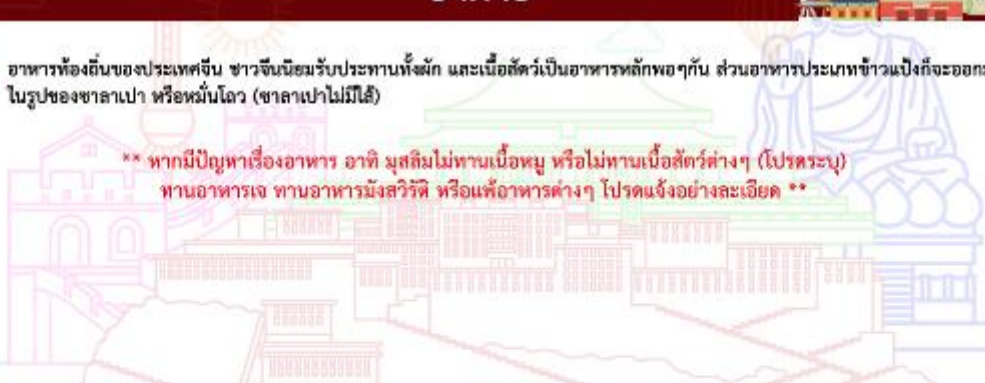 อาหารท้องถิ่นของประเทศจีน ชาวจีนนิยมรับประทานทั้งผัก และเนื้อสัตว์เป็นอาหารหลักพอๆกัน ส่วนอาหารประเภทข้าวแป้งก็จะออก
ในรูปของซาลาเปา หรือหมั่นโถว (ซาลาเปาไม่มีไส้)
** หากมีปัญหาเรื่องอาหาร อาทิ มุสลิมไม่ทานเนื้อหมู หรือไม่ทานเนื้อสัตว์ต่างๆ (โปรดระบุ)
ทานอาหารเจ ทานอาหารมังสวิรัติ หรือแพ้อาหารต่างๆ โปรดแจ้งอย่างละเอียด **